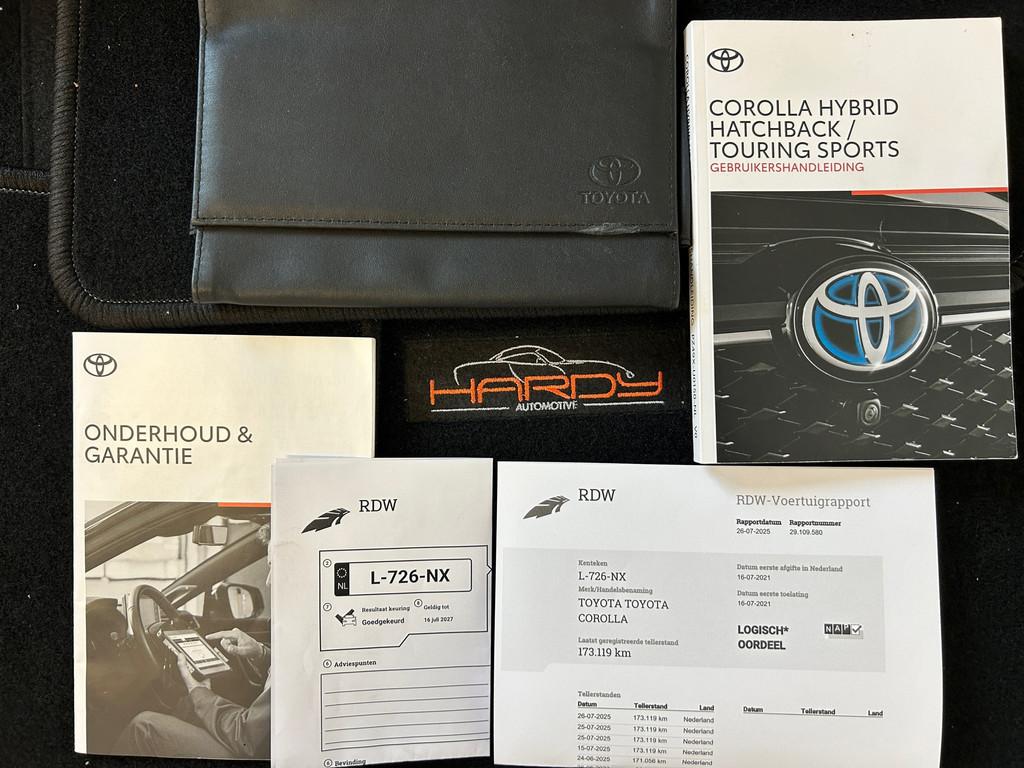 TOYOTA
COROLLA HYBRID
HATCHBACK /
TOURING SPORTS
GEBRUIKERSHANDLEIDING
HARDY
AUTOMOTIVE
ONDERHOUD &
GARANTIE
RDW
2
NL
L-726-NX
7
Resultaat keuring
Goedgekeurd
8
Geldig tot
16 juli 2027
6 Adviespunten
6 Bevinding
RDW
RDW-Voertuigrapport
Rapportdatum Rapportnummer
26-07-2025 29.109.580
Kenteken
L-726-NX
Merk/Handelsbenaming
TOYOTA TOYOTA
COROLLA
Laatst geregistreerde tellerstand
173.119 km
Datum eerste afgifte in Nederland
16-07-2021
Datum eerste toelating
16-07-2021
LOGISCH*
OORDEEL
NAP
Tellerstanden
Datum Tellerstand Land
26-07-2025 173.119 km Nederland
25-07-2025 173.119 km Nederland
25-07-2025 173.119 km Nederland
15-07-2025 173.119 km Nederland
24-06-2025 171.056 km Nederland
Datum Tellerstand Land